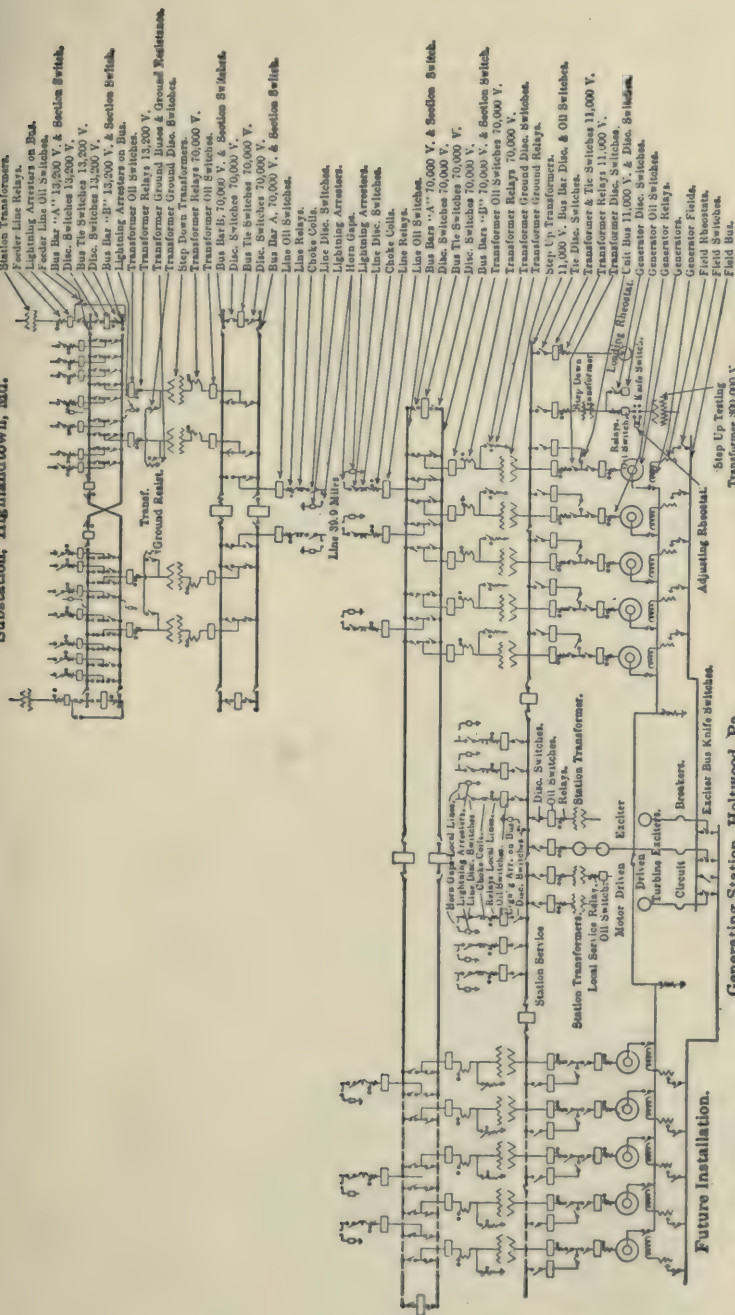 Substation, Highlandtown, Md.
Station Transformers.
Feeder Line Relays.
Lightning Arresters on Bus.
Feeder Line Oil Switches.
Bus Bar "A" 13,200 V. & Section Switch.
Disc. Switches 13,200 V.
Bus Tie Switches 13,200 V.
Disc. Switches 13,200 V.
Bus Bar "B" 13,200 V. & Section Switch.
Lightning Arresters on Bus.
Transformer Oil Switches.
Transformer Relays 13,200 V.
Transformer Ground Buses & Ground Resistance.
Transformer Ground Disc. Switches.
Step Down Transformers.
Transformer Relays 70,000 V.
Transformer Oil Switches.
Bus Bar B, 70,000 V. & Section Switches.
Disc. Switches 70,000 V.
Bus Tie Switches 70,000 V.
Disc. Switches 70,000 V.
Bus Bar A, 70,000 V. & Section Switch.
Line Oil Switches.
Line Relays.
Choke Coils.
Line Disc. Switches.
Lightning Arresters.
Horn Gaps.
Lightning Arresters.
Line Disc. Switches.
Choke Coils.
Line Relays.
Line Oil Switches.
Bus Bars "A" 70,000 V. & Section Switch.
Disc. Switches 70,000 V.
Bus Tie Switches 70,000 V.
Disc. Switches 70,000 V.
Bus Bars "B" 70,000 V. & Section Switch
Transformer Oil Switches 70,000 V.
Transformer Relays 70,000 V.
Transformer Ground Disc. Switches.
Transformer Ground Relays.
Step Up Transformers.
11,000 V. Bus Bar Disc. & Oil Switches.
Tie Disc. Switches.
Transformer & Tie Switches 11,000 V.
Transformer Relays 11,000 V.
Transformer Disc. Switches.
Unit Bus 11,000 V. & Disc. Switches.
Generator Disc. Switches.
Generator Oil Switches.
Generator Relays.
Generators.
Generator Fields.
Field Rheostats.
Field Switches.
Field Bus.
Transf.
Ground Resist.
Line 39.9 Miles
Step Down
Transformer
Loading Rheostat.
Relays.
Oil Switches
Knife Switch.
Step Up Testing
Transformer 300,000 V.
Adjusting Rheostat.
Horn Gaps Local Lines.
Lightning Arresters.
Line Disc. Switches
Choke Coils.
Relays Local Lines
Oil Switches.
Ltg'g Arr. on Bus
Disc. Switches
Station Service
Disc. Switches
Oil Switches.
Relays.
Station Transformer.
Station Transformers.
Local Service Relay.
Oil Switch.
Motor Driven
Exciter
Driven
Turbine Exciters.
Circuit
Breakers.
Exciter Bus Knife Switches.
Future Installation.
Generating Station, Holtwood, Pa.